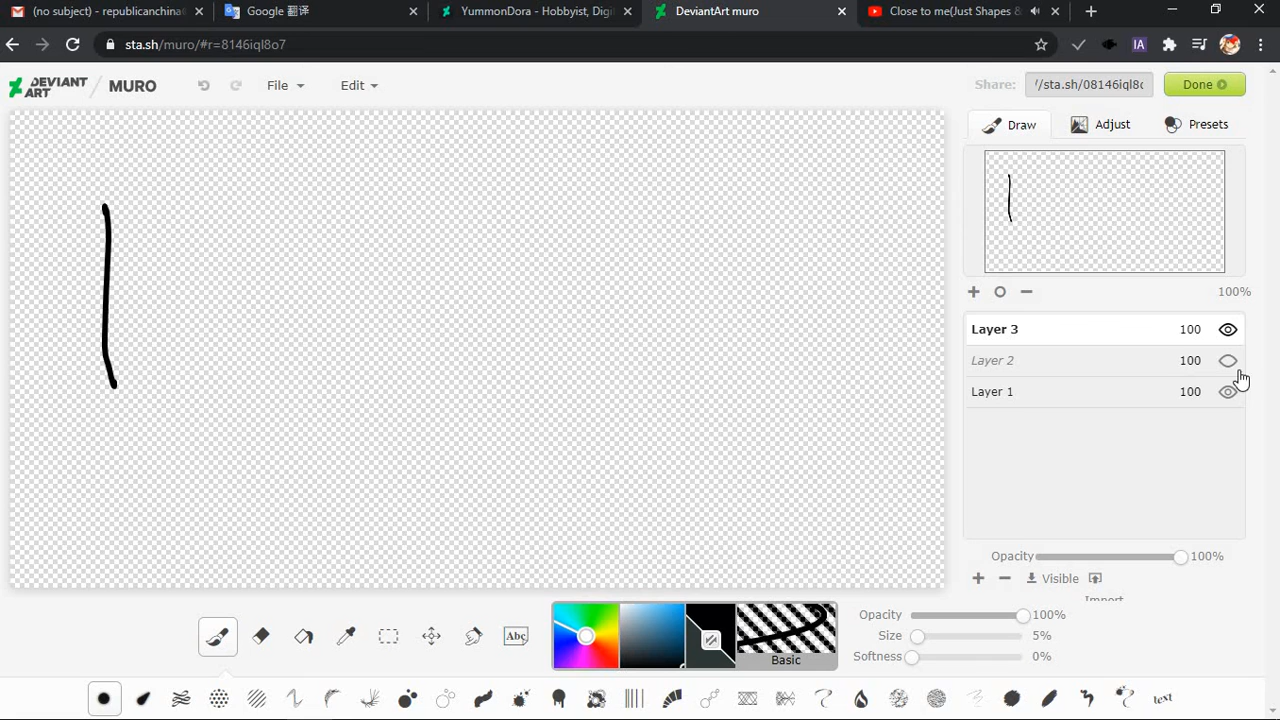 (no subject) - republicanchina
Google 翻译
YummonDora - Hobbyist, Digi
DeviantArt muro
Close to me(Just Shapes &
sta.sh/muro/#r=8146iql8o7
IA
DEVIANT ART
MURO
File
Edit
Share:
//sta.sh/08146iql8c
Done
Draw
Adjust
Presets
100%
Layer 3 100
Layer 2 100
Layer 1 100
Opacity 100%
Visible
Import
Abc
Basic
Opacity 100%
Size 5%
Softness 0%
text